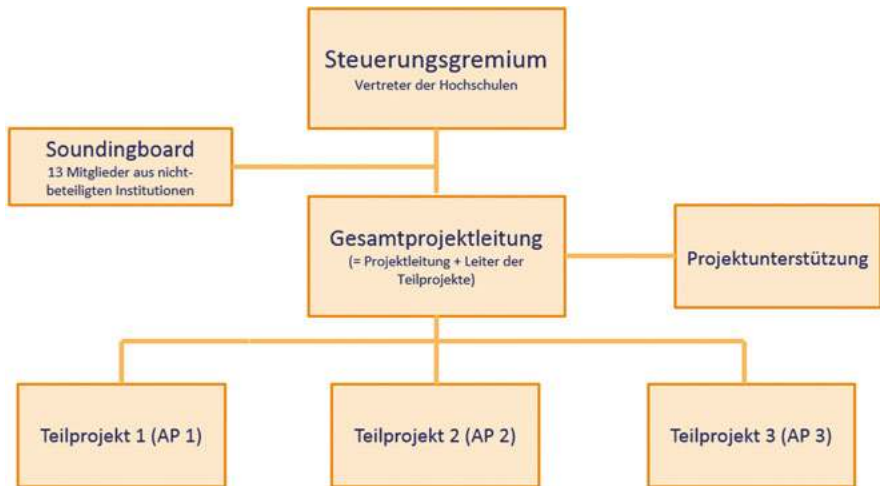 Steuerungsgremium
Vertreter der Hochschulen
Soundingboard
13 Mitglieder aus nicht-
beteiligten Institutionen
Gesamtprojektleitung
(= Projektleitung + Leiter der
Teilprojekte)
Projektunterstützung
Teilprojekt 1 (AP 1)
Teilprojekt 2 (AP 2)
Teilprojekt 3 (AP 3)